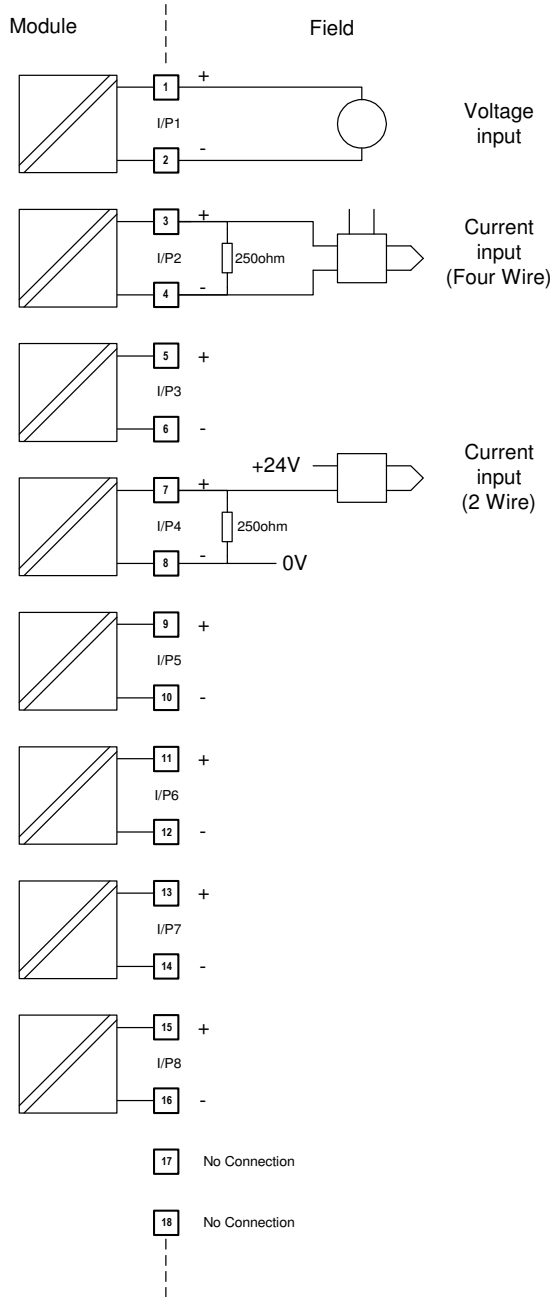 Module
Field
1
+
I/P1
2
-
Voltage
input
3
+
I/P2
250ohm
4
-
Current
input
(Four Wire)
5
+
I/P3
6
-
+24V
Current
input
(2 Wire)
7
+
I/P4
250ohm
8
-
0V
9
+
I/P5
10
-
11
+
I/P6
12
-
13
+
I/P7
14
-
15
+
I/P8
16
-
17 No Connection
18 No Connection